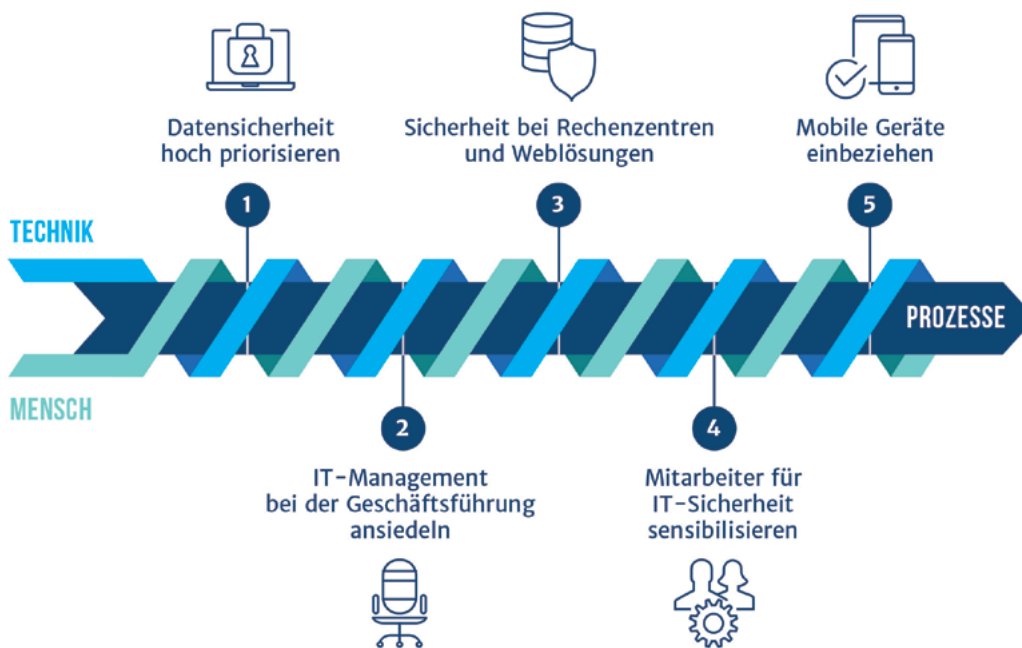 Datensicherheit
hoch priorisieren
Sicherheit bei Rechenzentren
und Weblösungen
Mobile Geräte
einbeziehen
1
3
5
TECHNIK
PROZESSE
MENSCH
2
4
IT-Management
bei der Geschäftsführung
ansiedeln
Mitarbeiter für
IT-Sicherheit
sensibilisieren